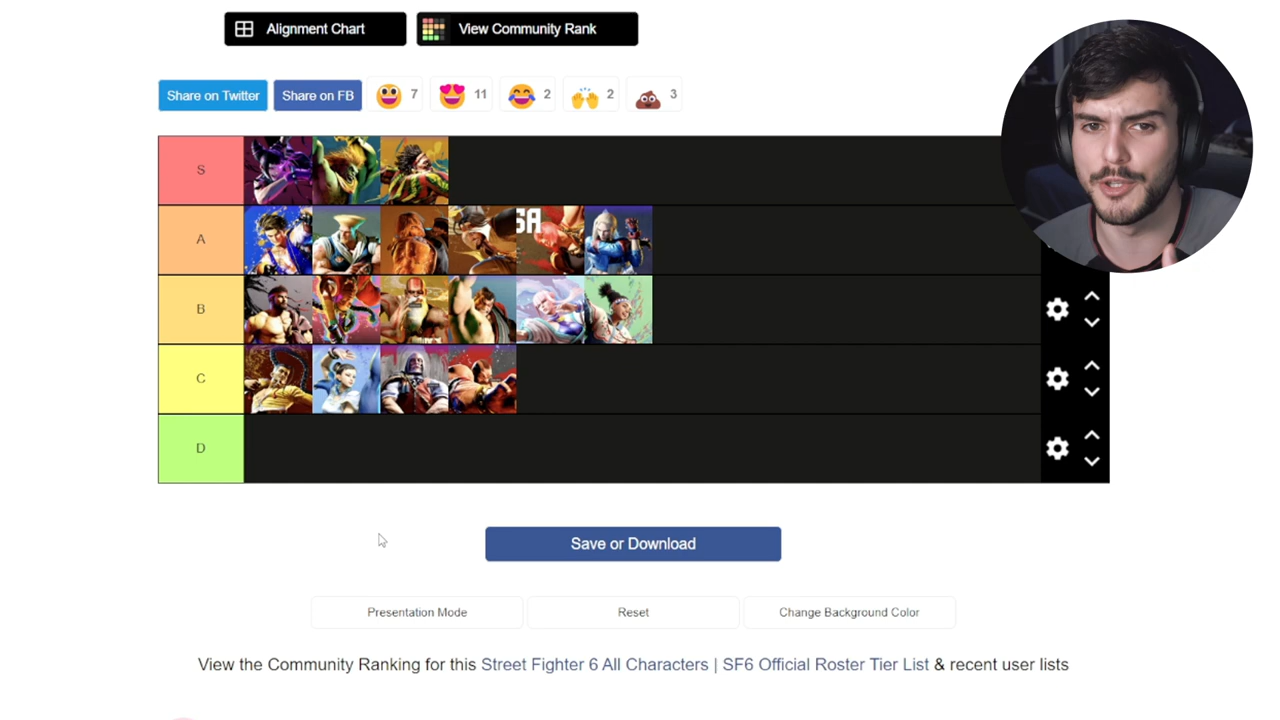 Alignment Chart
View Community Rank
Share on Twitter
Share on FB
7
11
2
2
3
S
A
SA
B
C
D
Save or Download
Presentation Mode
Reset
Change Background Color
View the Community Ranking for this Street Fighter 6 All Characters | SF6 Official Roster Tier List & recent user lists